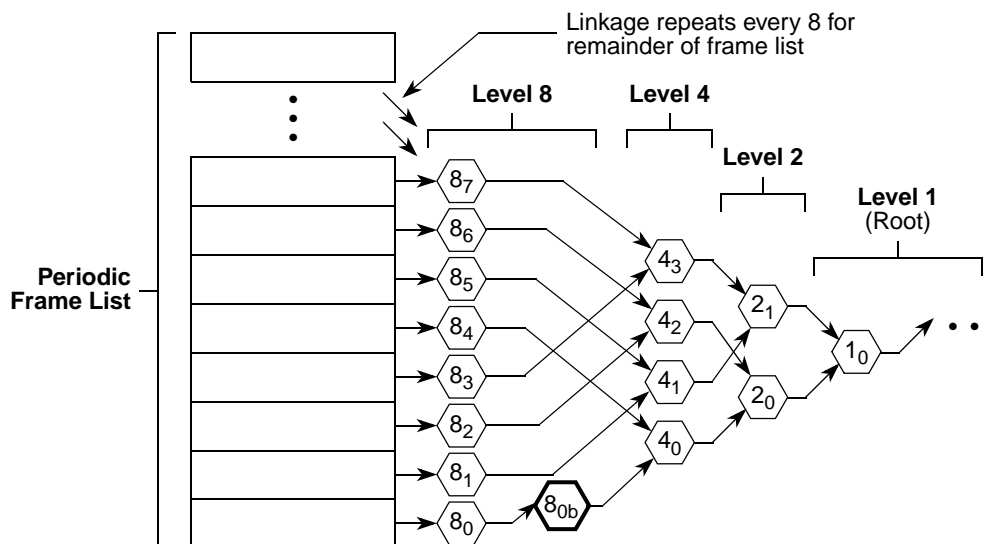 Linkage repeats every 8 for
remainder of frame list
Level 8
Level 4
Level 2
Level 1
(Root)
Periodic
Frame List
8₇
8₆
8₅
8₄
8₃
8₂
8₁
8₀
8₀b
4₃
4₂
4₁
4₀
2₁
2₀
1₀